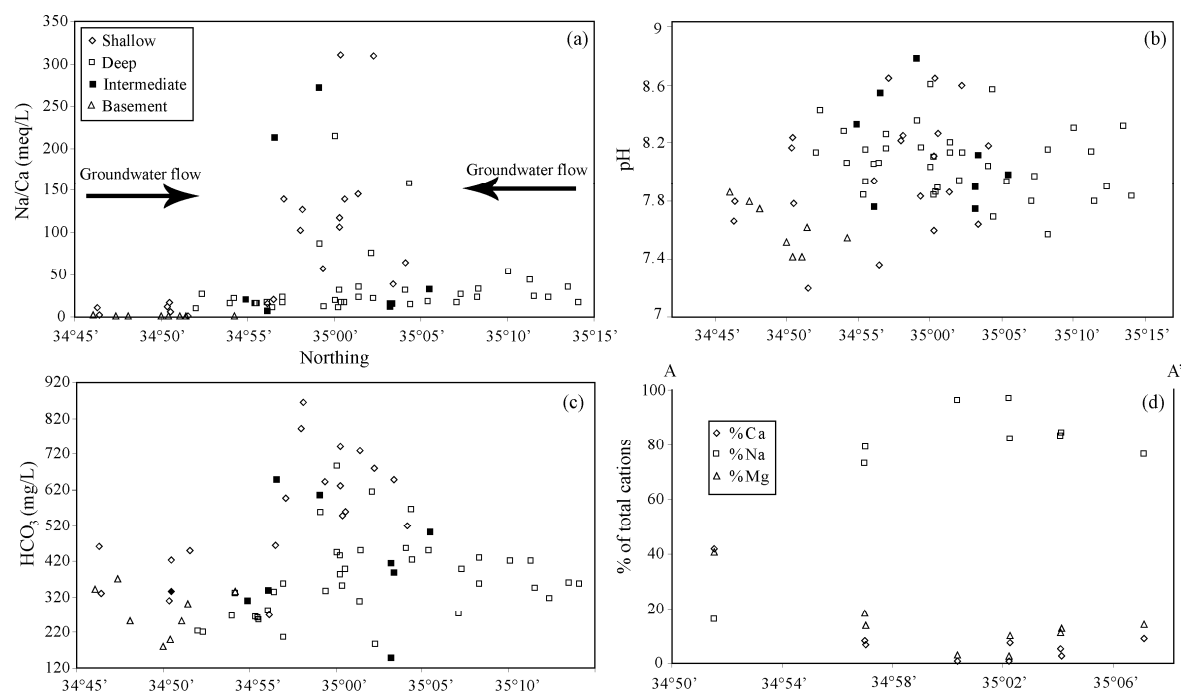 350
300
250
200
150
100
50
0
Na/Ca (meq/L)
Shallow
Deep
Intermediate
Basement
(a)
Groundwater flow
Groundwater flow
34°45’ 34°50’ 34°55’ 35°00’ 35°05’ 35°10’ 35°15’
Northing
9
8.6
8.2
7.8
7.4
7
pH
(b)
34°45’ 34°50’ 34°55’ 35°00’ 35°05’ 35°10’ 35°15’
920
820
720
620
520
420
320
220
120
HCO3 (mg/L)
(c)
34°45’ 34°50’ 34°55’ 35°00’ 35°05’ 35°10’
A A’
100
80
60
40
20
0
% of total cations
%Ca
%Na
%Mg
(d)
34°50’ 34°54’ 34°58’ 35°02’ 35°06’